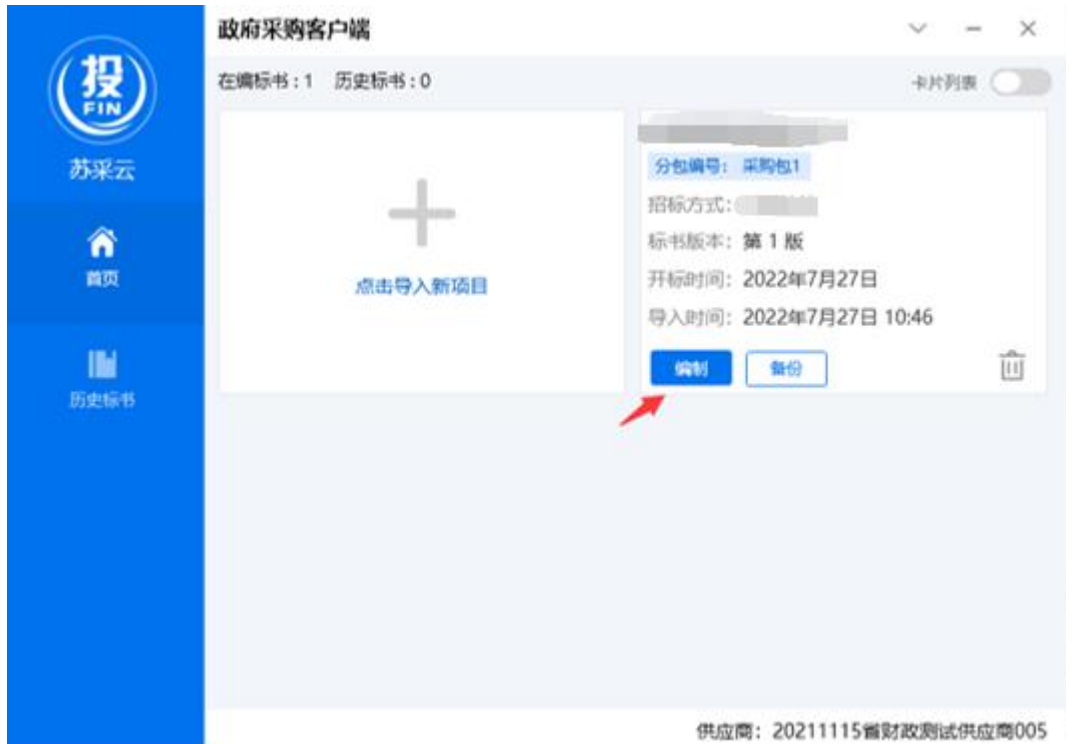 政府采购客户端
投
FIN
苏采云
首页
历史标书
在编标书：1 历史标书：0
卡片列表
点击导入新项目
分包编号： 采购包1
招标方式：
标书版本： 第 1 版
开标时间： 2022年7月27日
导入时间： 2022年7月27日 10:46
编制
备份
供应商： 20211115省财政测试供应商005